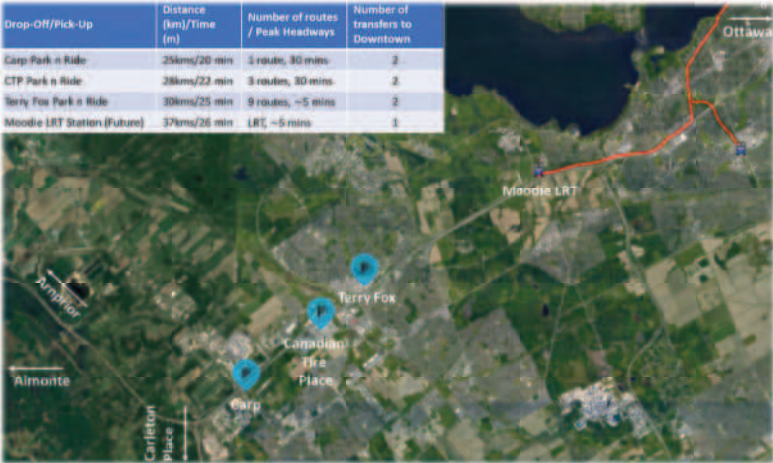 Drop-Off/Pick-Up Distance (km)/Time (m) Number of routes / Peak Headways Number of transfers to Downtown
Carp Park n Ride 25kms/20 min 1 route, 30 mins 2
CTP Park n Ride 28kms/22 min 3 routes, 30 mins 2
Terry Fox Park n Ride 30kms/25 min 9 routes, ~5 mins 2
Moodie LRT Station (Future) 37kms/26 min LRT, ~5 mins 1
Ottawa
Moodie LRT
Terry Fox
Arnprior
Canadian
Tire
Place
Almonte
Carp
Carleton
Place